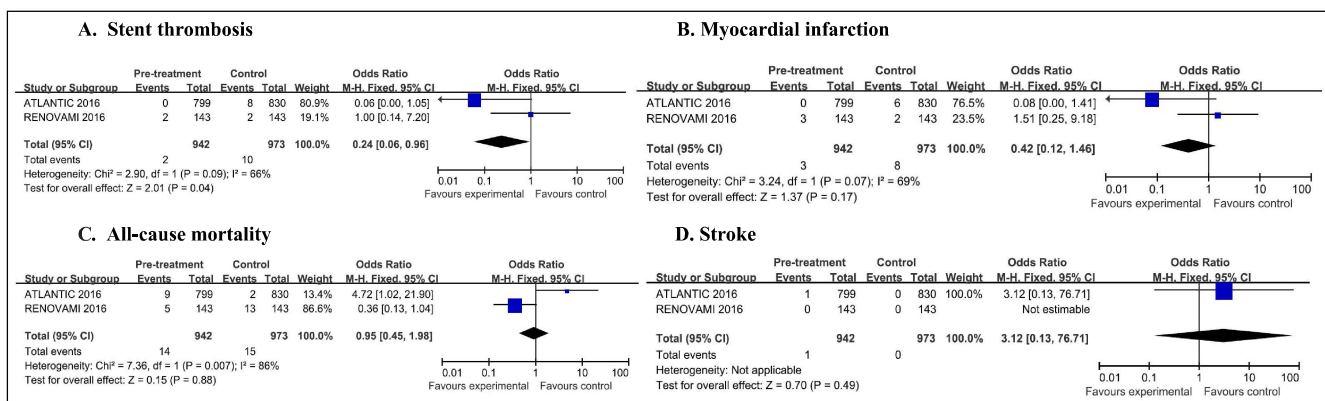 A. Stent thrombosis
Pre-treatment Control Odds Ratio Odds Ratio
Study or Subgroup Events Total Events Total Weight M-H. Fixed. 95% CI M-H. Fixed. 95% CI
ATLANTIC 2016 0 799 8 830 80.9% 0.06 [0.00, 1.05]
RENOVAMI 2016 2 143 2 143 19.1% 1.00 [0.14, 7.20]
Total (95% CI) 942 973 100.0% 0.24 [0.06, 0.96]
Total events 2 10
Heterogeneity: Chi² = 2.90, df = 1 (P = 0.09); I² = 66%
Test for overall effect: Z = 2.01 (P = 0.04)
0.01 0.1 1 10 100
Favours experimental Favours control
B. Myocardial infarction
Pre-treatment Control Odds Ratio Odds Ratio
Study or Subgroup Events Total Events Total Weight M-H. Fixed. 95% CI M-H. Fixed. 95% CI
ATLANTIC 2016 0 799 6 830 76.5% 0.08 [0.00, 1.41]
RENOVAMI 2016 3 143 2 143 23.5% 1.51 [0.25, 9.18]
Total (95% CI) 942 973 100.0% 0.42 [0.12, 1.46]
Total events 3 8
Heterogeneity: Chi² = 3.24, df = 1 (P = 0.07); I² = 69%
Test for overall effect: Z = 1.37 (P = 0.17)
0.01 0.1 1 10 100
Favours experimental Favours control
C. All-cause mortality
Pre-treatment Control Odds Ratio Odds Ratio
Study or Subgroup Events Total Events Total Weight M-H. Fixed. 95% CI M-H. Fixed. 95% CI
ATLANTIC 2016 9 799 2 830 13.4% 4.72 [1.02, 21.90]
RENOVAMI 2016 5 143 13 143 86.6% 0.36 [0.13, 1.04]
Total (95% CI) 942 973 100.0% 0.95 [0.45, 1.98]
Total events 14 15
Heterogeneity: Chi² = 7.36, df = 1 (P = 0.007); I² = 86%
Test for overall effect: Z = 0.15 (P = 0.88)
0.01 0.1 1 10 100
Favours experimental Favours control
D. Stroke
Pre-treatment Control Odds Ratio Odds Ratio
Study or Subgroup Events Total Events Total Weight M-H. Fixed. 95% CI M-H. Fixed. 95% CI
ATLANTIC 2016 1 799 0 830 100.0% 3.12 [0.13, 76.71]
RENOVAMI 2016 0 143 0 143 Not estimable
Total (95% CI) 942 973 100.0% 3.12 [0.13, 76.71]
Total events 1 0
Heterogeneity: Not applicable
Test for overall effect: Z = 0.70 (P = 0.49)
0.01 0.1 1 10 100
Favours experimental Favours control